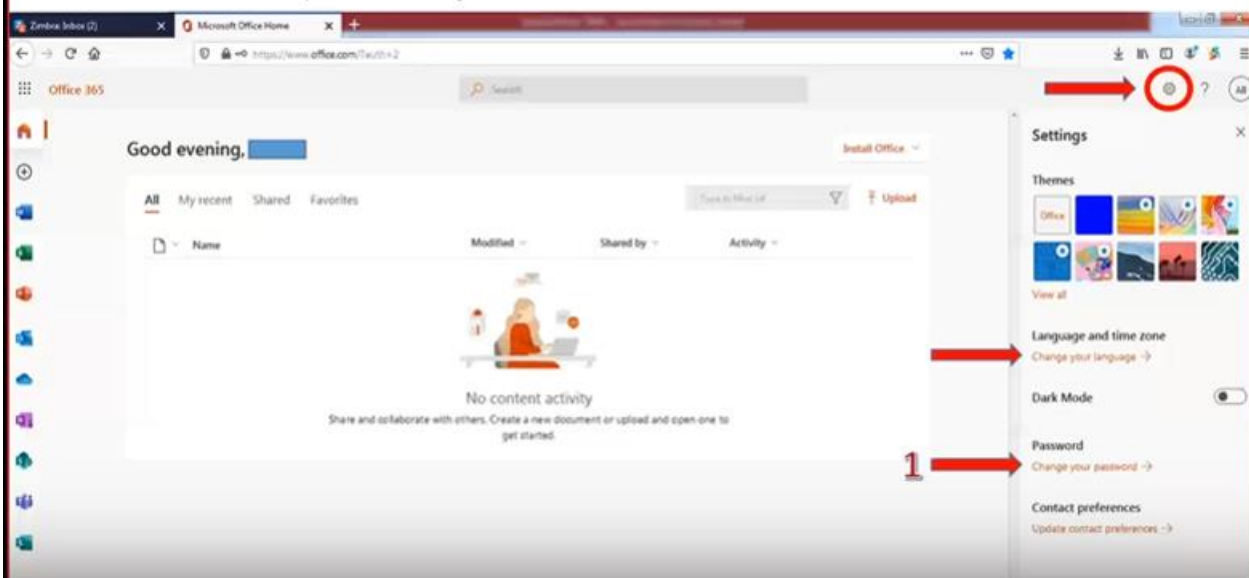 Zimbra: Inbox (2)
Microsoft Office Home
https://www.office.com/?auth=2
Office 365
Search
AB
Good evening,
Install Office
All My recent Shared Favorites
Upload
Name Modified Shared by Activity
No content activity
Share and collaborate with others. Create a new document or upload and open one to
get started.
Settings
Themes
Office
View all
Language and time zone
Change your language →
Dark Mode
Password
1
Change your password →
Contact preferences
Update contact preferences →